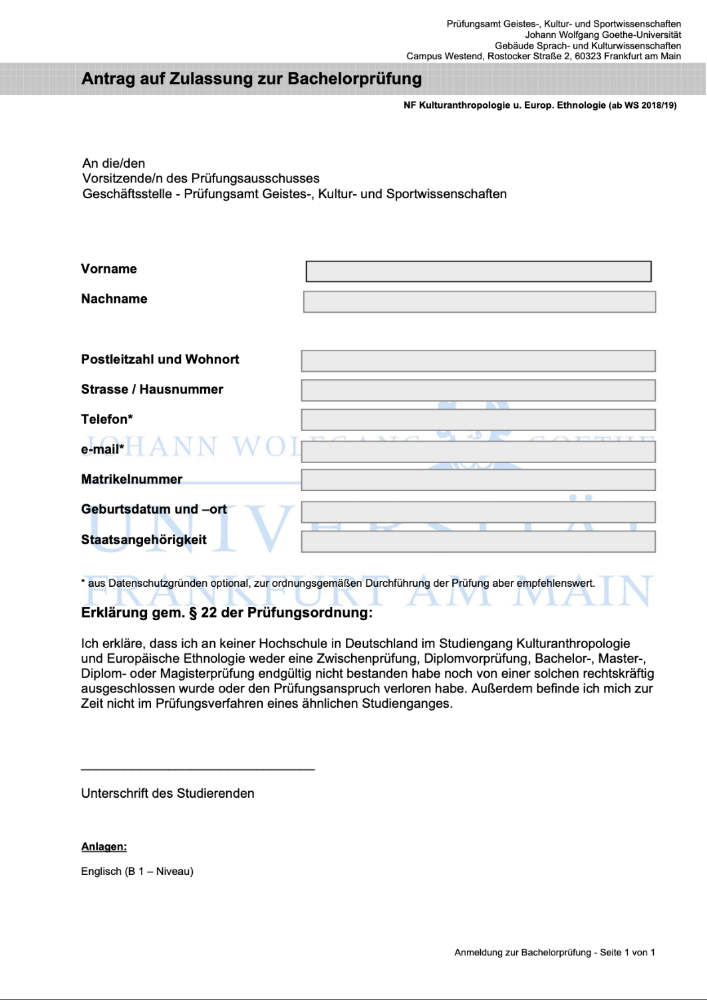 Prüfungsamt Geistes-, Kultur- und Sportwissenschaften
Johann Wolfgang Goethe-Universität
Gebäude Sprach- und Kulturwissenschaften
Campus Westend, Rostocker Straße 2, 60323 Frankfurt am Main
Antrag auf Zulassung zur Bachelorprüfung
NF Kulturanthropologie u. Europ. Ethnologie (ab WS 2018/19)
An die/den
Vorsitzende/n des Prüfungsausschusses
Geschäftsstelle - Prüfungsamt Geistes-, Kultur- und Sportwissenschaften
Vorname
Nachname
Postleitzahl und Wohnort
Strasse / Hausnummer
Telefon*
JOHANN WOLFGANG GOETHE
e-mail*
Matrikelnummer
Geburtsdatum und –ort
UNIVERSITÄT
Staatsangehörigkeit
* aus Datenschutzgründen optional, zur ordnungsgemäßen Durchführung der Prüfung aber empfehlenswert.
FRANKFURT AM MAIN
Erklärung gem. § 22 der Prüfungsordnung:
Ich erkläre, dass ich an keiner Hochschule in Deutschland im Studiengang Kulturanthropologie
und Europäische Ethnologie weder eine Zwischenprüfung, Diplomvorprüfung, Bachelor-, Master-,
Diplom- oder Magisterprüfung endgültig nicht bestanden habe noch von einer solchen rechtskräftig
ausgeschlossen wurde oder den Prüfungsanspruch verloren habe. Außerdem befinde ich mich zur
Zeit nicht im Prüfungsverfahren eines ähnlichen Studienganges.
Unterschrift des Studierenden
Anlagen:
Englisch (B 1 – Niveau)
Anmeldung zur Bachelorprüfung - Seite 1 von 1